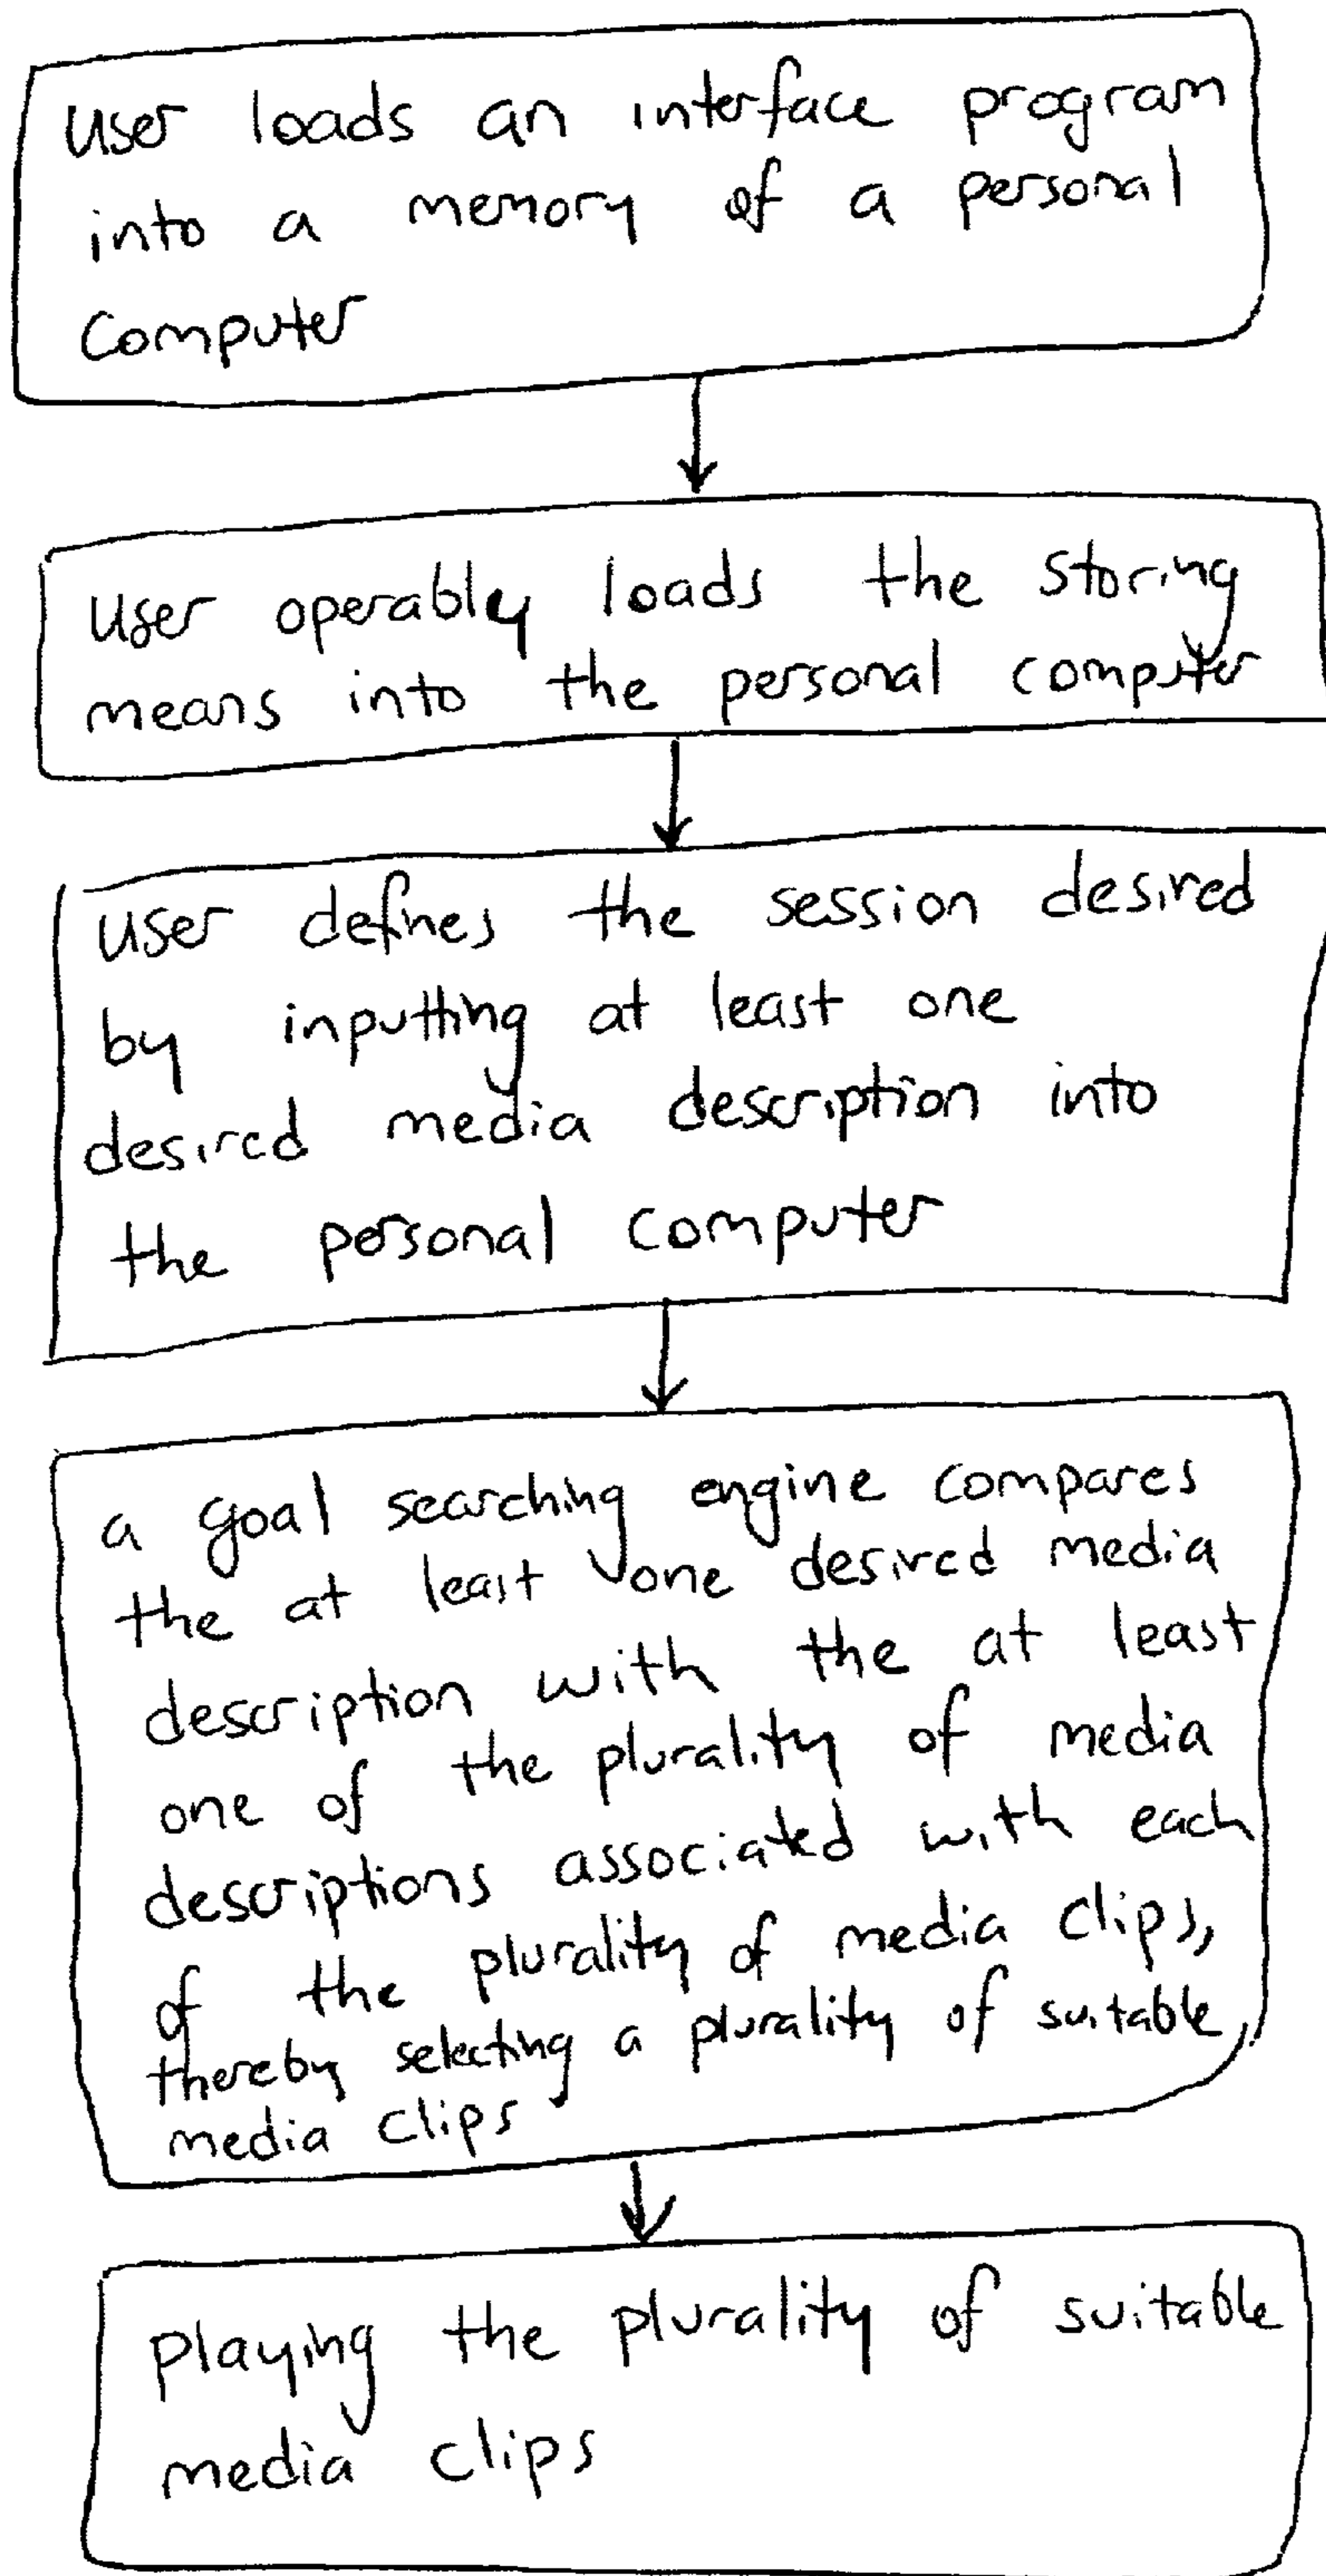 user loads an interface program
into a memory of a personal
computer
user operably loads the storing
means into the personal computer
user defines the session desired
by inputting at least one
desired media description into
the personal computer
a goal searching engine compares
the at least one desired media
description with the at least
one of the plurality of media
descriptions associated with each
of the plurality of media clips,
thereby selecting a plurality of suitable
media clips
playing the plurality of suitable
media clips